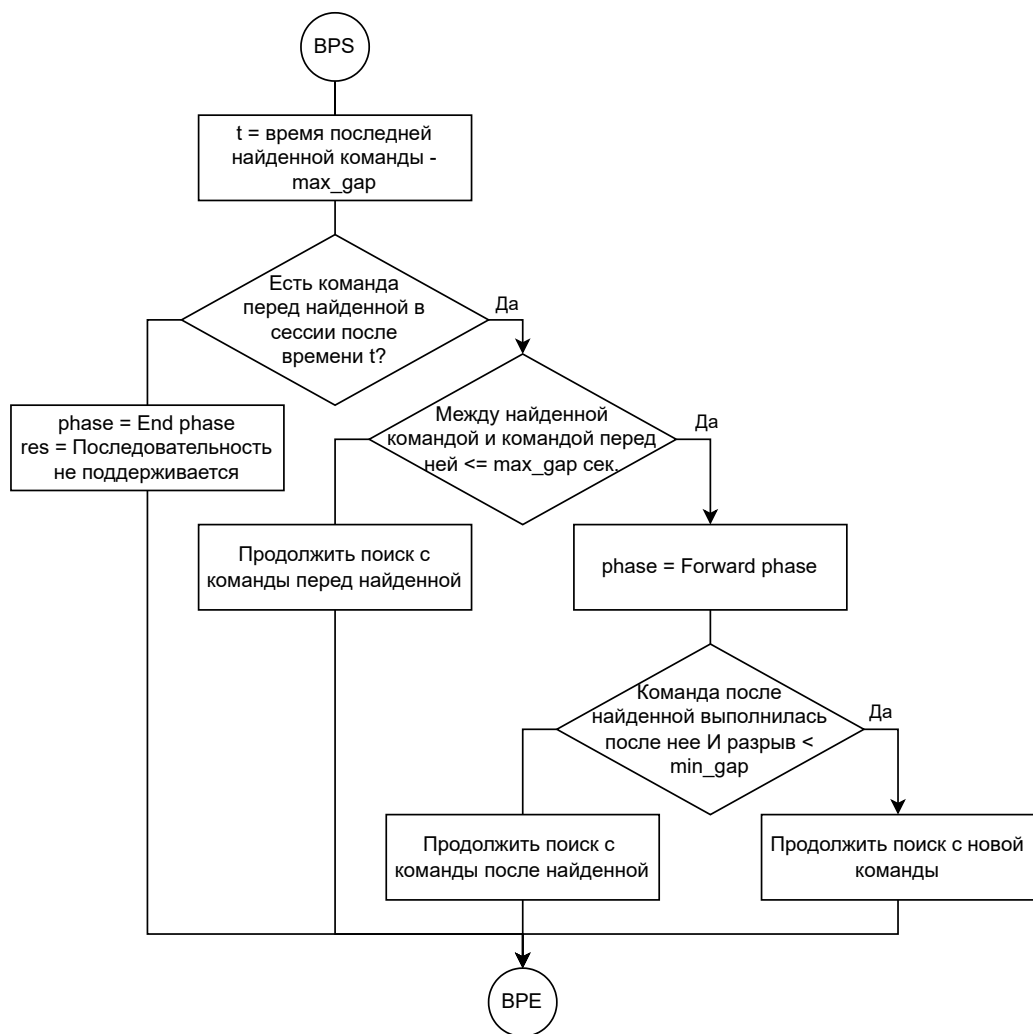 BPS
t = время последней
найденной команды -
max_gap
Есть команда
перед найденной в
сессии после
времени t?
Да
phase = End phase
res = Последовательность
не поддерживается
Между найденной
командой и командой перед
ней <= max_gap сек.
Да
Продолжить поиск с
команды перед найденной
phase = Forward phase
Команда после
найденной выполнилась
после нее И разрыв <
min_gap
Да
Продолжить поиск с
команды после найденной
Продолжить поиск с новой
команды
BPE